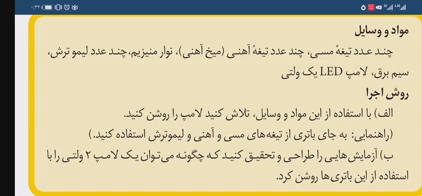 ۰:۳۲
مواد و وسایل
چند عدد تیغهٔ مسی، چند عدد تیغهٔ آهنی (میخ آهنی)، نوار منیزیم، چند عدد لیمو ترش،
سیم برق، لامپ LED یک ولتی
روش اجرا
الف) با استفاده از این مواد و وسایل، تلاش کنید لامپ را روشن کنید.
(راهنمایی: به جای باتری از تیغه‌های مسی و آهنی و لیموترش استفاده کنید.)
ب) آزمایش‌هایی را طراحی و تحقیق کنید که چگونه می‌توان یک لامپ ۲ ولتی را با
استفاده از این باتری‌ها روشن کرد.